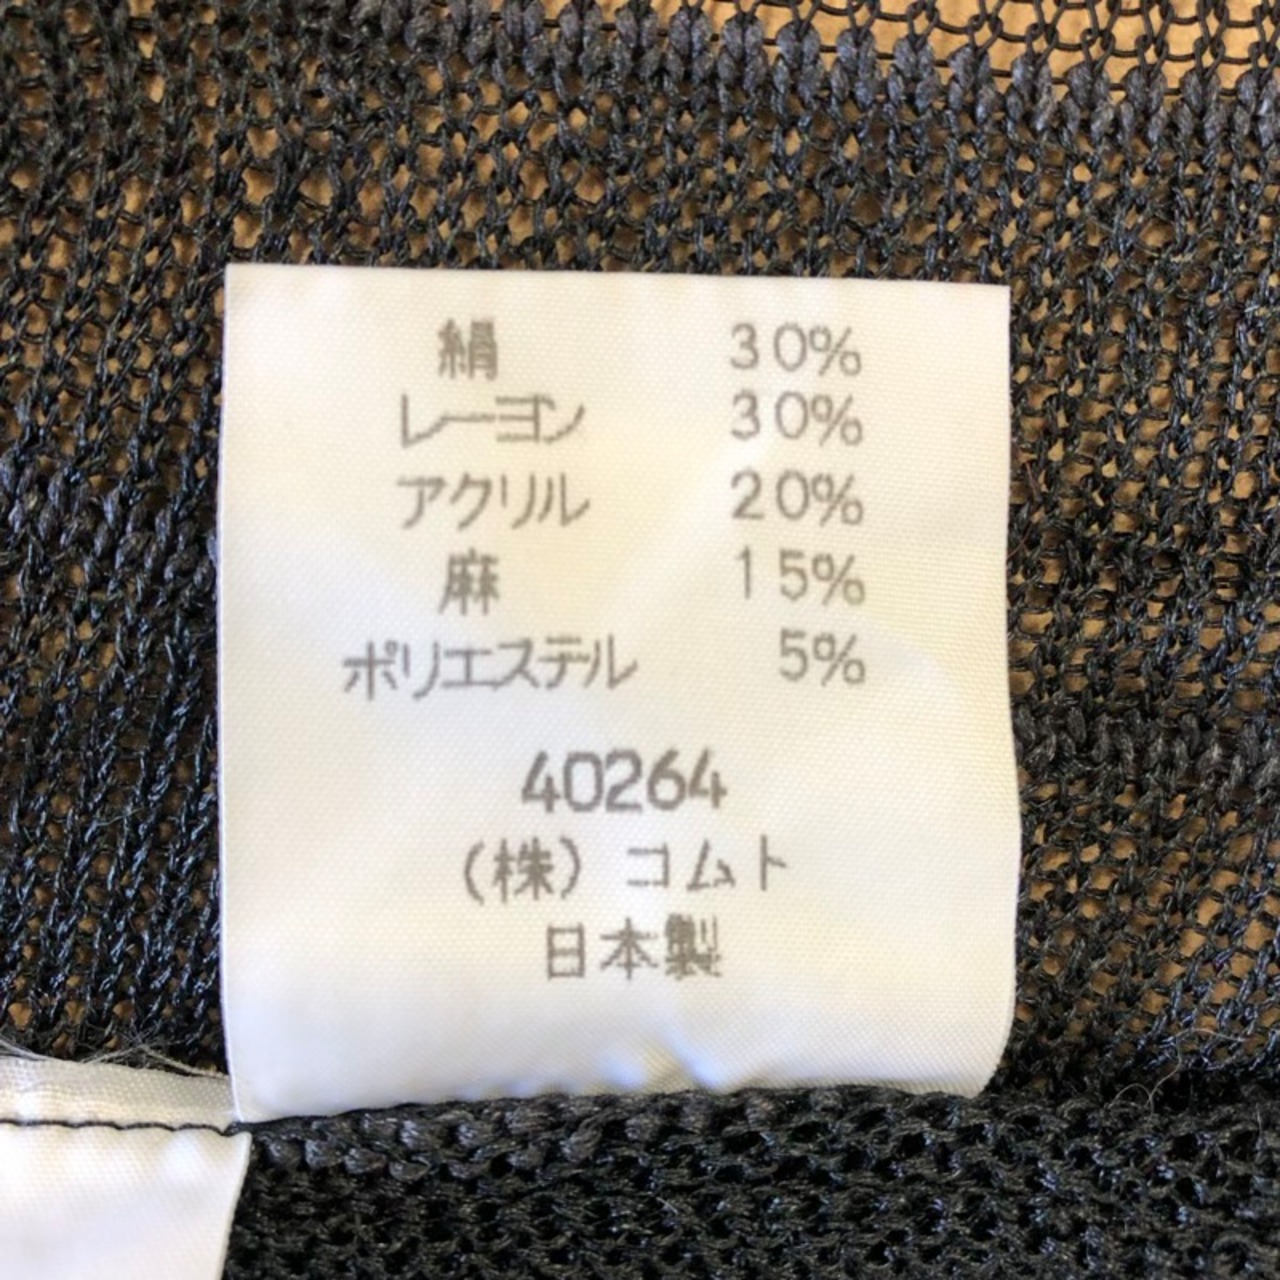 絹 30%
レーヨン 30%
アクリル 20%
麻 15%
ポリエステル 5%
40264
(株) コムト
日本製